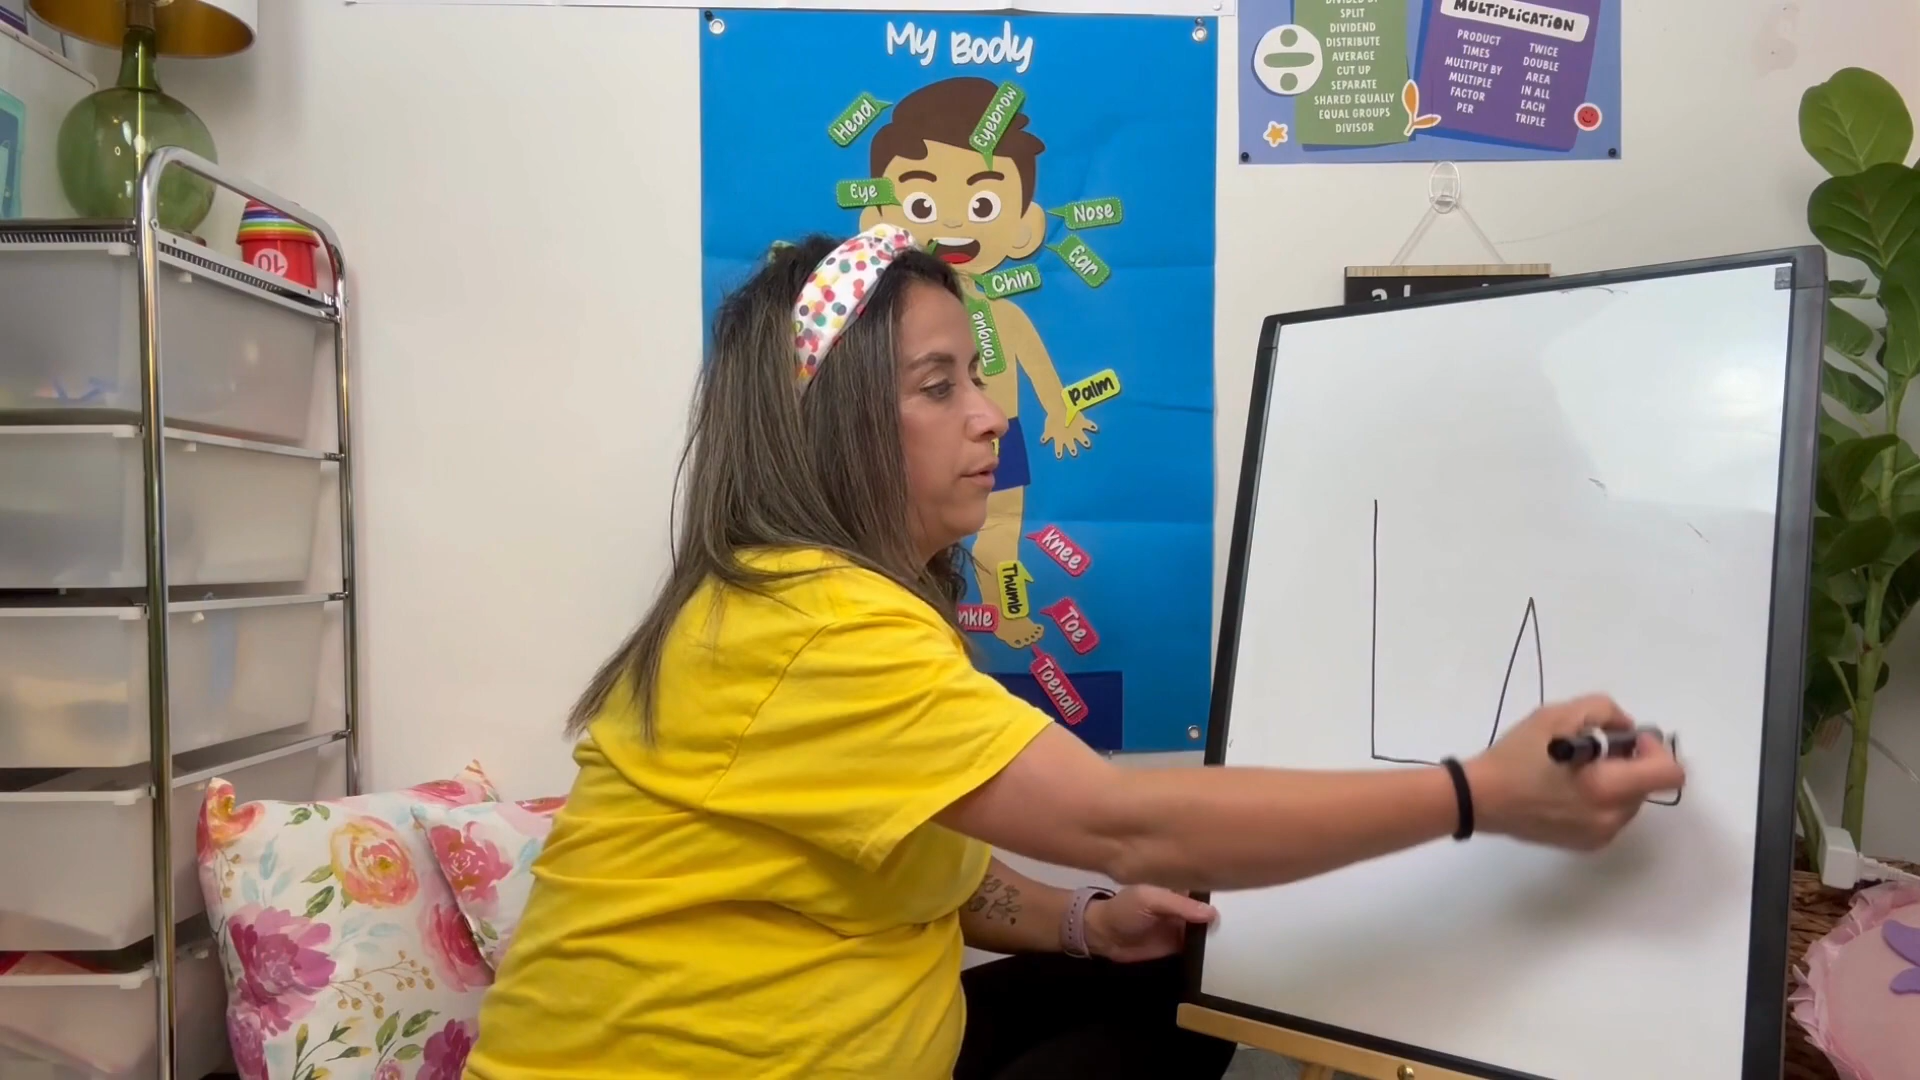 My Body
Head
Eyebrow
Eye
Nose
Ear
Chin
Tongue
Palm
Knee
Thumb
nkle
Toe
Toenail
SPLIT
DIVIDEND
DISTRIBUTE
AVERAGE
CUT UP
SEPARATE
SHARED EQUALLY
EQUAL GROUPS
DIVISOR
MULTIPLICATION
PRODUCT
TIMES
MULTIPLY BY
MULTIPLE
FACTOR
PER
TWICE
DOUBLE
AREA
IN ALL
EACH
TRIPLE
10